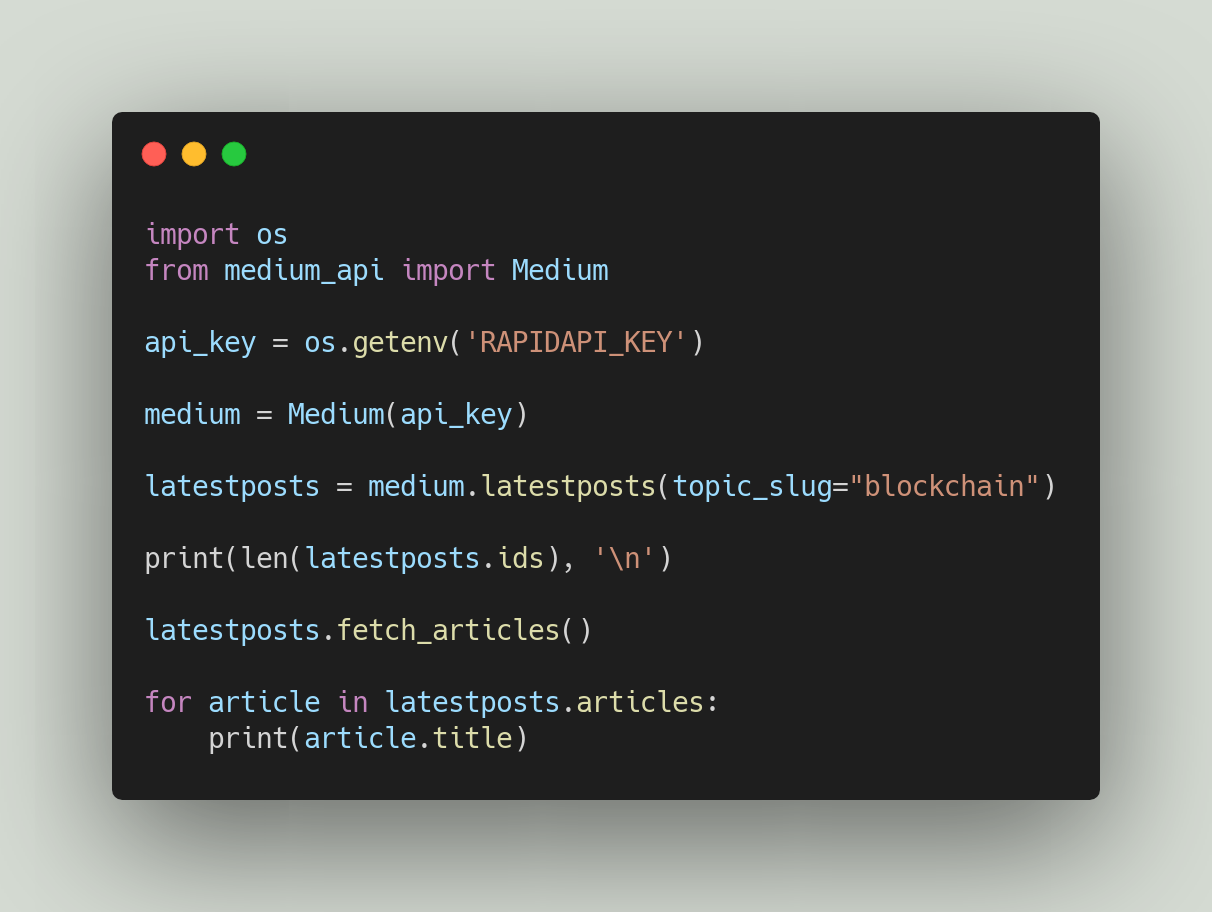 import os
from medium_api import Medium
api_key = os.getenv('RAPIDAPI_KEY')
medium = Medium(api_key)
latestposts = medium.latestposts(topic_slug="blockchain")
print(len(latestposts.ids), '\n')
latestposts.fetch_articles()
for article in latestposts.articles:
    print(article.title)